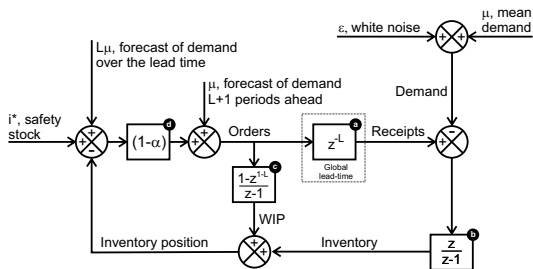 ε, white noise
μ, mean
demand
Lμ, forecast of demand
over the lead time
μ, forecast of demand
L+1 periods ahead
Demand
i*, safety
stock
+
+
-
(1-α)
d
+
+
Orders
z^-L
a
Global
lead-time
Receipts
+
-
+
+
1-z^1-L
z-1
c
WIP
Inventory position
+
+
Inventory
z
z-1
b